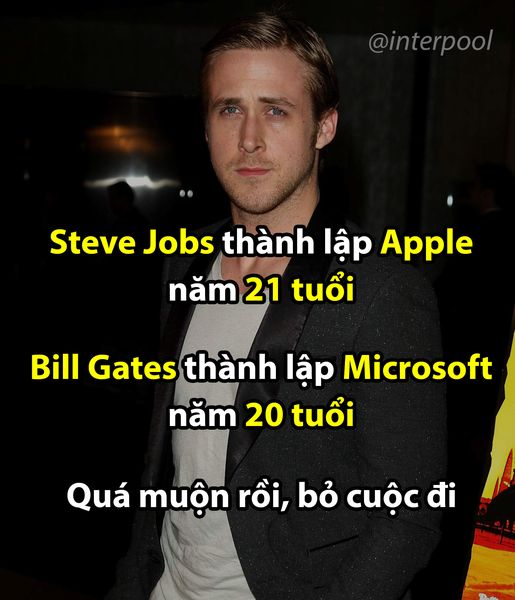 @interpool
Steve Jobs thành lập Apple
năm 21 tuổi
Bill Gates thành lập Microsoft
năm 20 tuổi
Quá muộn rồi, bỏ cuộc đi